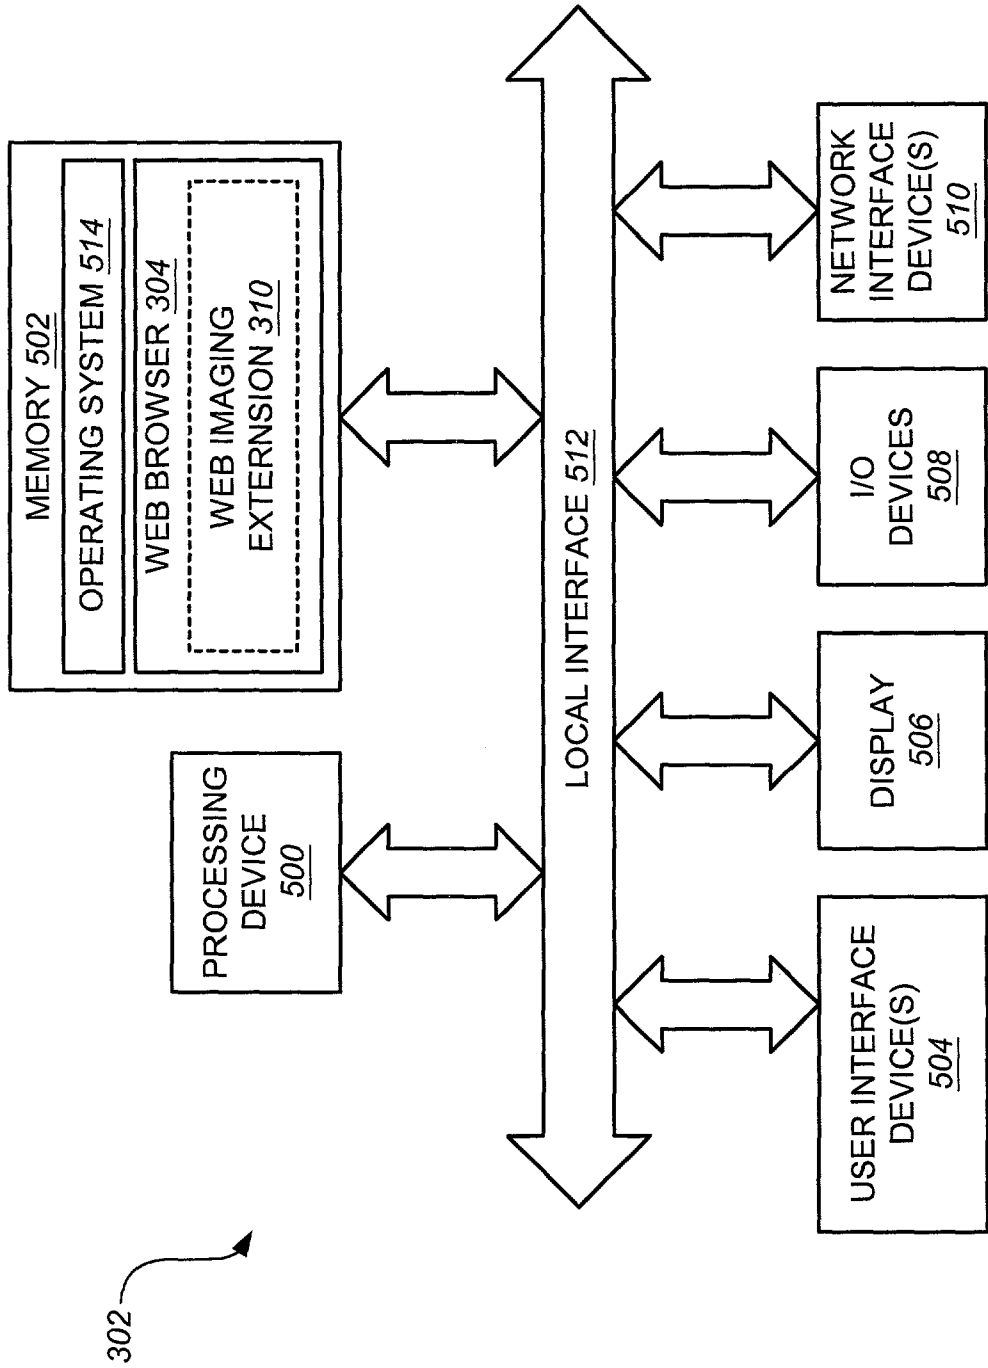 302
PROCESSING
DEVICE
500
MEMORY 502
OPERATING SYSTEM 514
WEB BROWSER 304
WEB IMAGING
EXTERNSION 310
LOCAL INTERFACE 512
USER INTERFACE
DEVICE(S)
504
DISPLAY
506
I/O
DEVICES
508
NETWORK
INTERFACE
DEVICE(S)
510